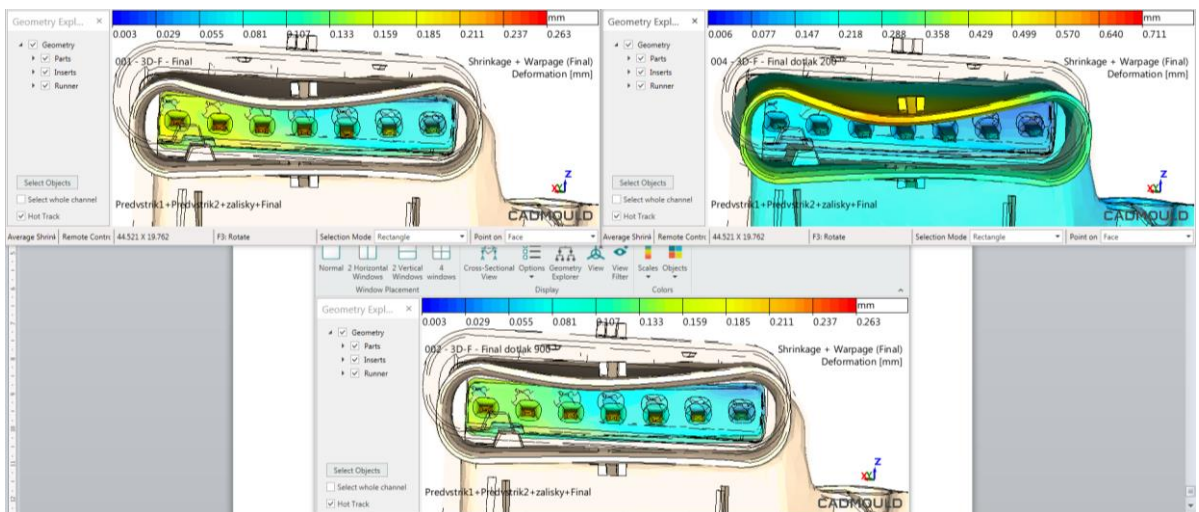 Geometry Expl... ×
mm
0.003 0.029 0.055 0.081 0.107 0.133 0.159 0.185 0.211 0.237 0.263
Geometry
Parts
Inserts
Runner
001 - 3D-F - Final
Shrinkage + Warpage (Final)
Deformation [mm]
Select Objects
Select whole channel
Hot Track
Z
Predvstrik1+Predvstrik2+zalisky+Final
CADMOULD
Average Shrink Remote Contr 44.521 X 19.762 F3: Rotate Selection Mode Rectangle Point on Face
Geometry Expl... ×
mm
0.006 0.077 0.147 0.218 0.288 0.358 0.429 0.499 0.570 0.640 0.711
Geometry
Parts
Inserts
Runner
004 - 3D-F - Final dotlak 200
Shrinkage + Warpage (Final)
Deformation [mm]
Select Objects
Select whole channel
Hot Track
Z
Predvstrik1+Predvstrik2+zalisky+Final
CADMOULD
Average Shrink Remote Contr 44.521 X 19.762 F3: Rotate Selection Mode Rectangle Point on Face
Normal 2 Horizontal Windows 2 Vertical Windows 4 windows Cross-Sectional View Options Geometry Explorer View View Filter Scales Objects
Window Placement Display Colors
Geometry Expl... ×
mm
0.003 0.029 0.055 0.081 0.107 0.133 0.159 0.185 0.211 0.237 0.263
Geometry
Parts
Inserts
Runner
002 - 3D-F - Final dotlak 900
Shrinkage + Warpage (Final)
Deformation [mm]
Select Objects
Select whole channel
Hot Track
Z
Predvstrik1+Predvstrik2+zalisky+Final
CADMOULD